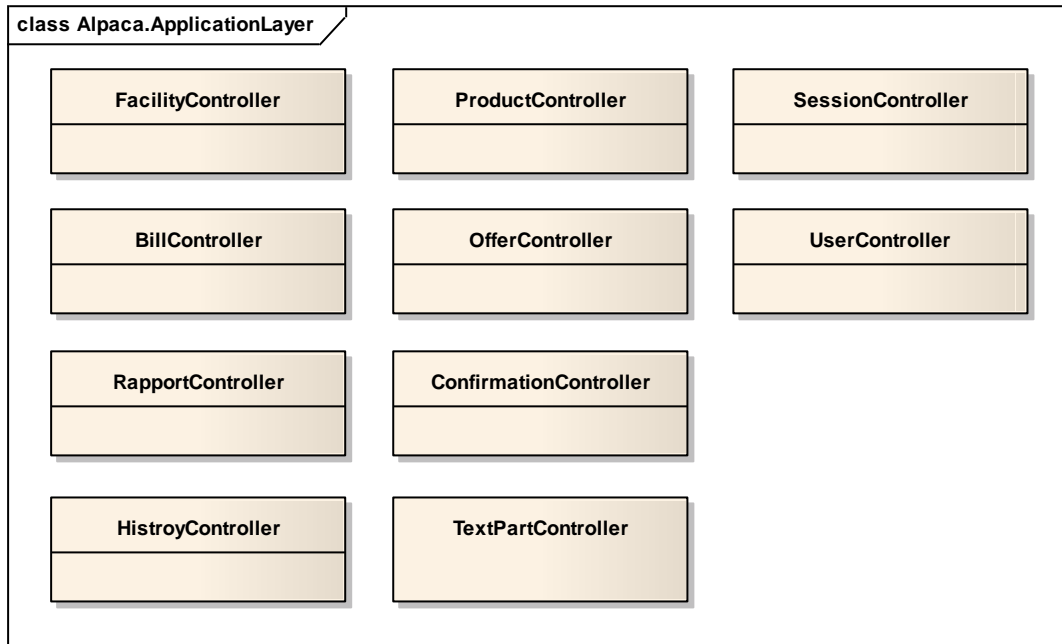 class Alpaca.ApplicationLayer
FacilityController
ProductController
SessionController
BillController
OfferController
UserController
RapportController
ConfirmationController
HistroyController
TextPartController